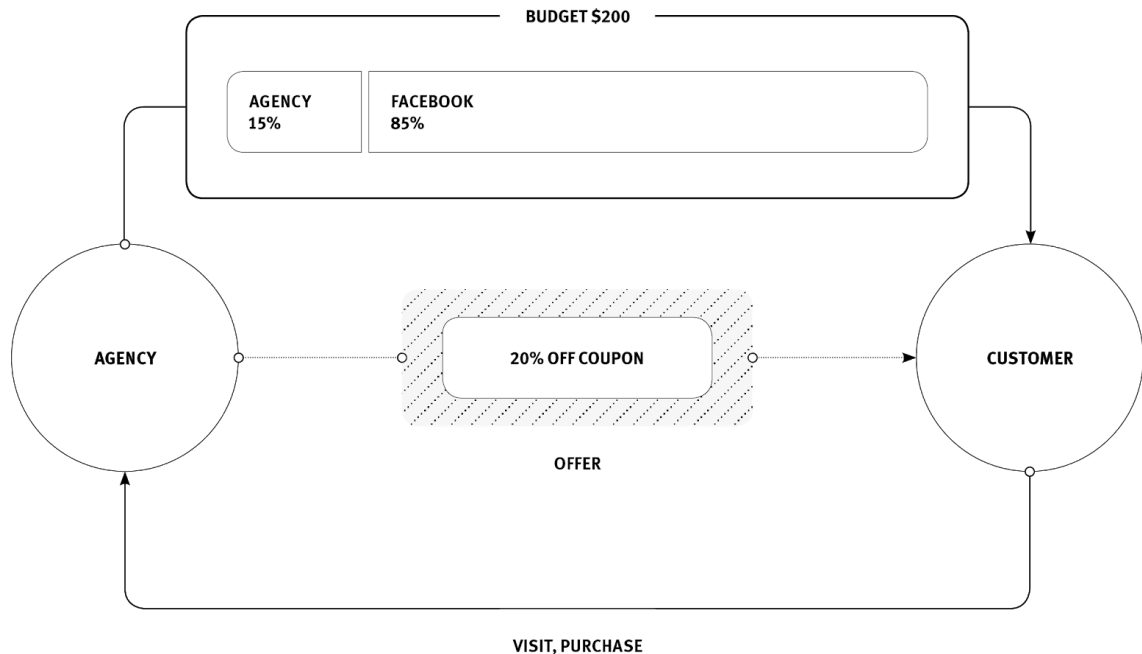 BUDGET $200
AGENCY
15%
FACEBOOK
85%
AGENCY
20% OFF COUPON
CUSTOMER
OFFER
VISIT, PURCHASE